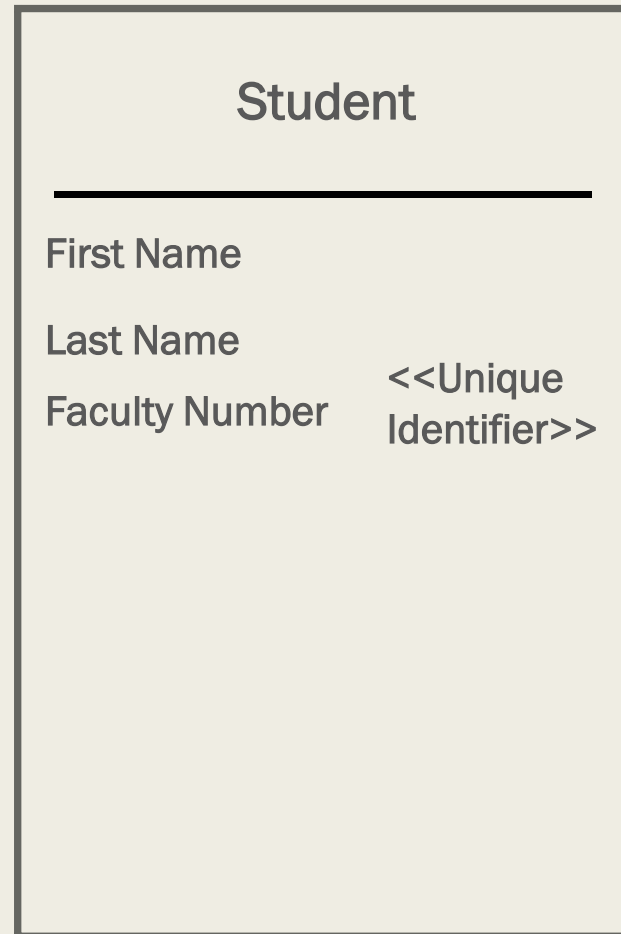 Student
First Name
Last Name
Faculty Number
<<Unique
Identifier>>